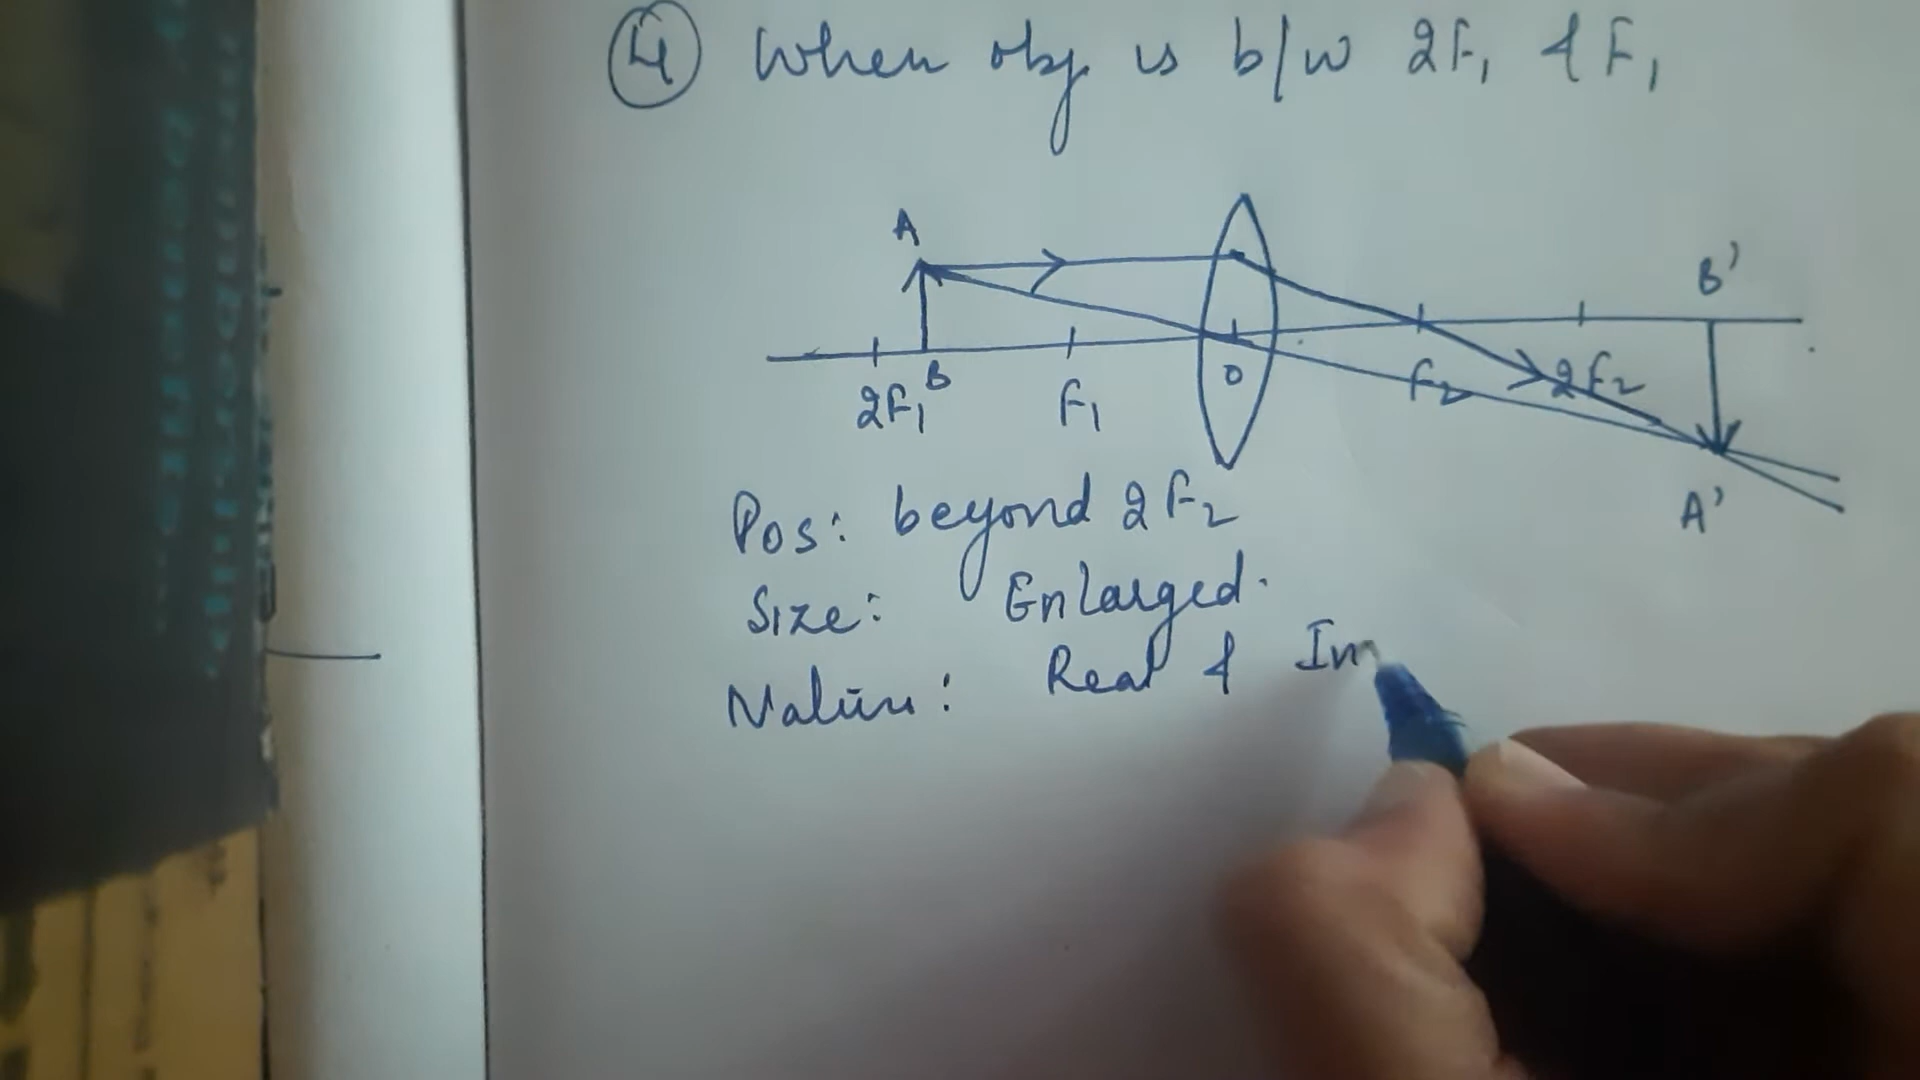 4 When obj is b/w 2F₁ & F₁
A
B'
2F₁ B F₁ O F₂ 2F₂
A'
Pos: beyond 2F₂
Size: Enlarged.
Nature: Real & In